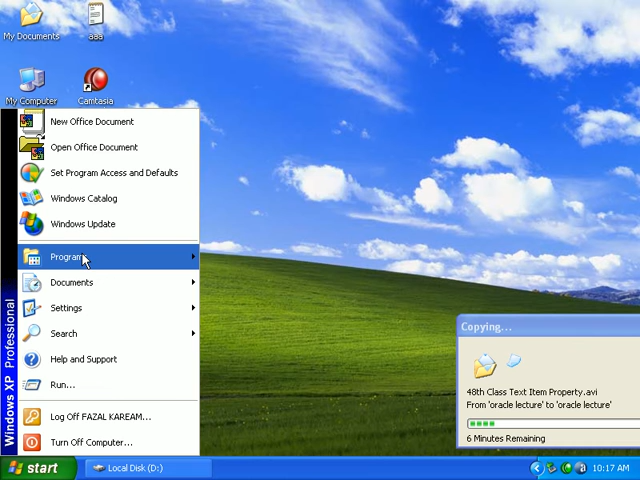 My Documents
aaa
My Computer
Camtasia
New Office Document
Open Office Document
Set Program Access and Defaults
Windows Catalog
Windows Update
Documents
Settings
Search
Help and Support
Run...
Log Off FAZAL KAREAM...
Turn Off Computer...
Windows XP Professional
Copying...
48th Class Text Item Property.avi
From 'oracle lecture' to 'oracle lecture'
6 Minutes Remaining
start
Local Disk (D:)
10:17 AM